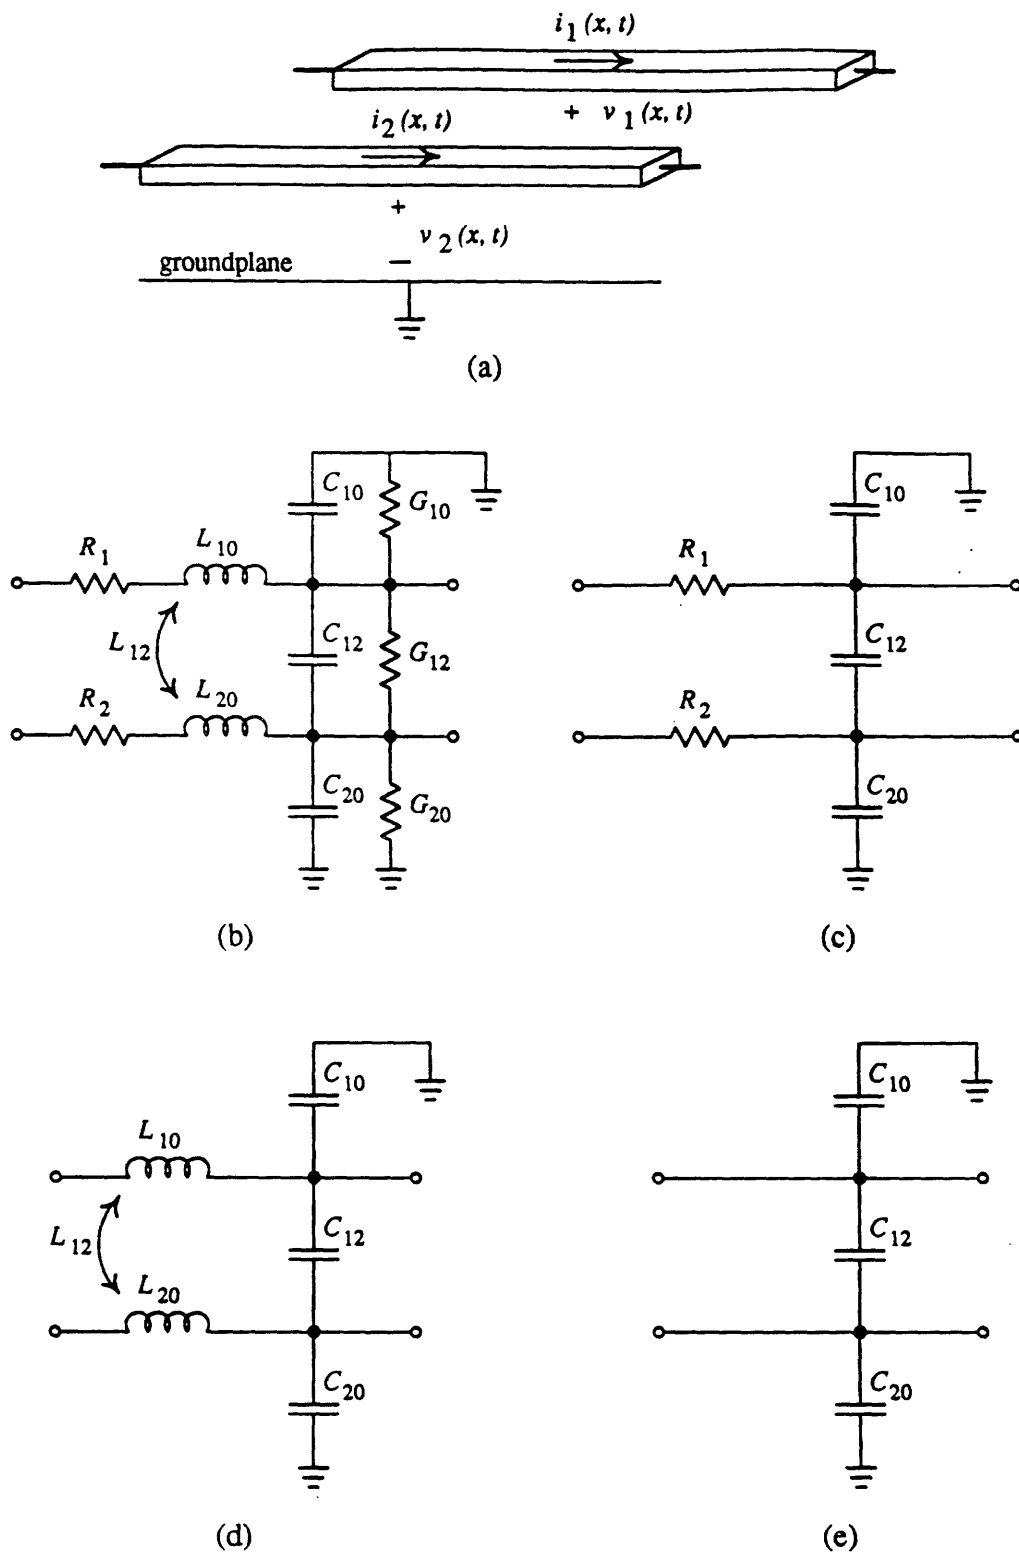 i1(x, t)
+ v1(x, t)
i2(x, t)
+
v2(x, t)
−
groundplane
(a)
C10
G10
R1
L10
L12
C12
G12
R2
L20
C20
G20
(b)
C10
R1
C12
R2
C20
(c)
C10
L10
L12
C12
L20
C20
(d)
C10
C12
C20
(e)